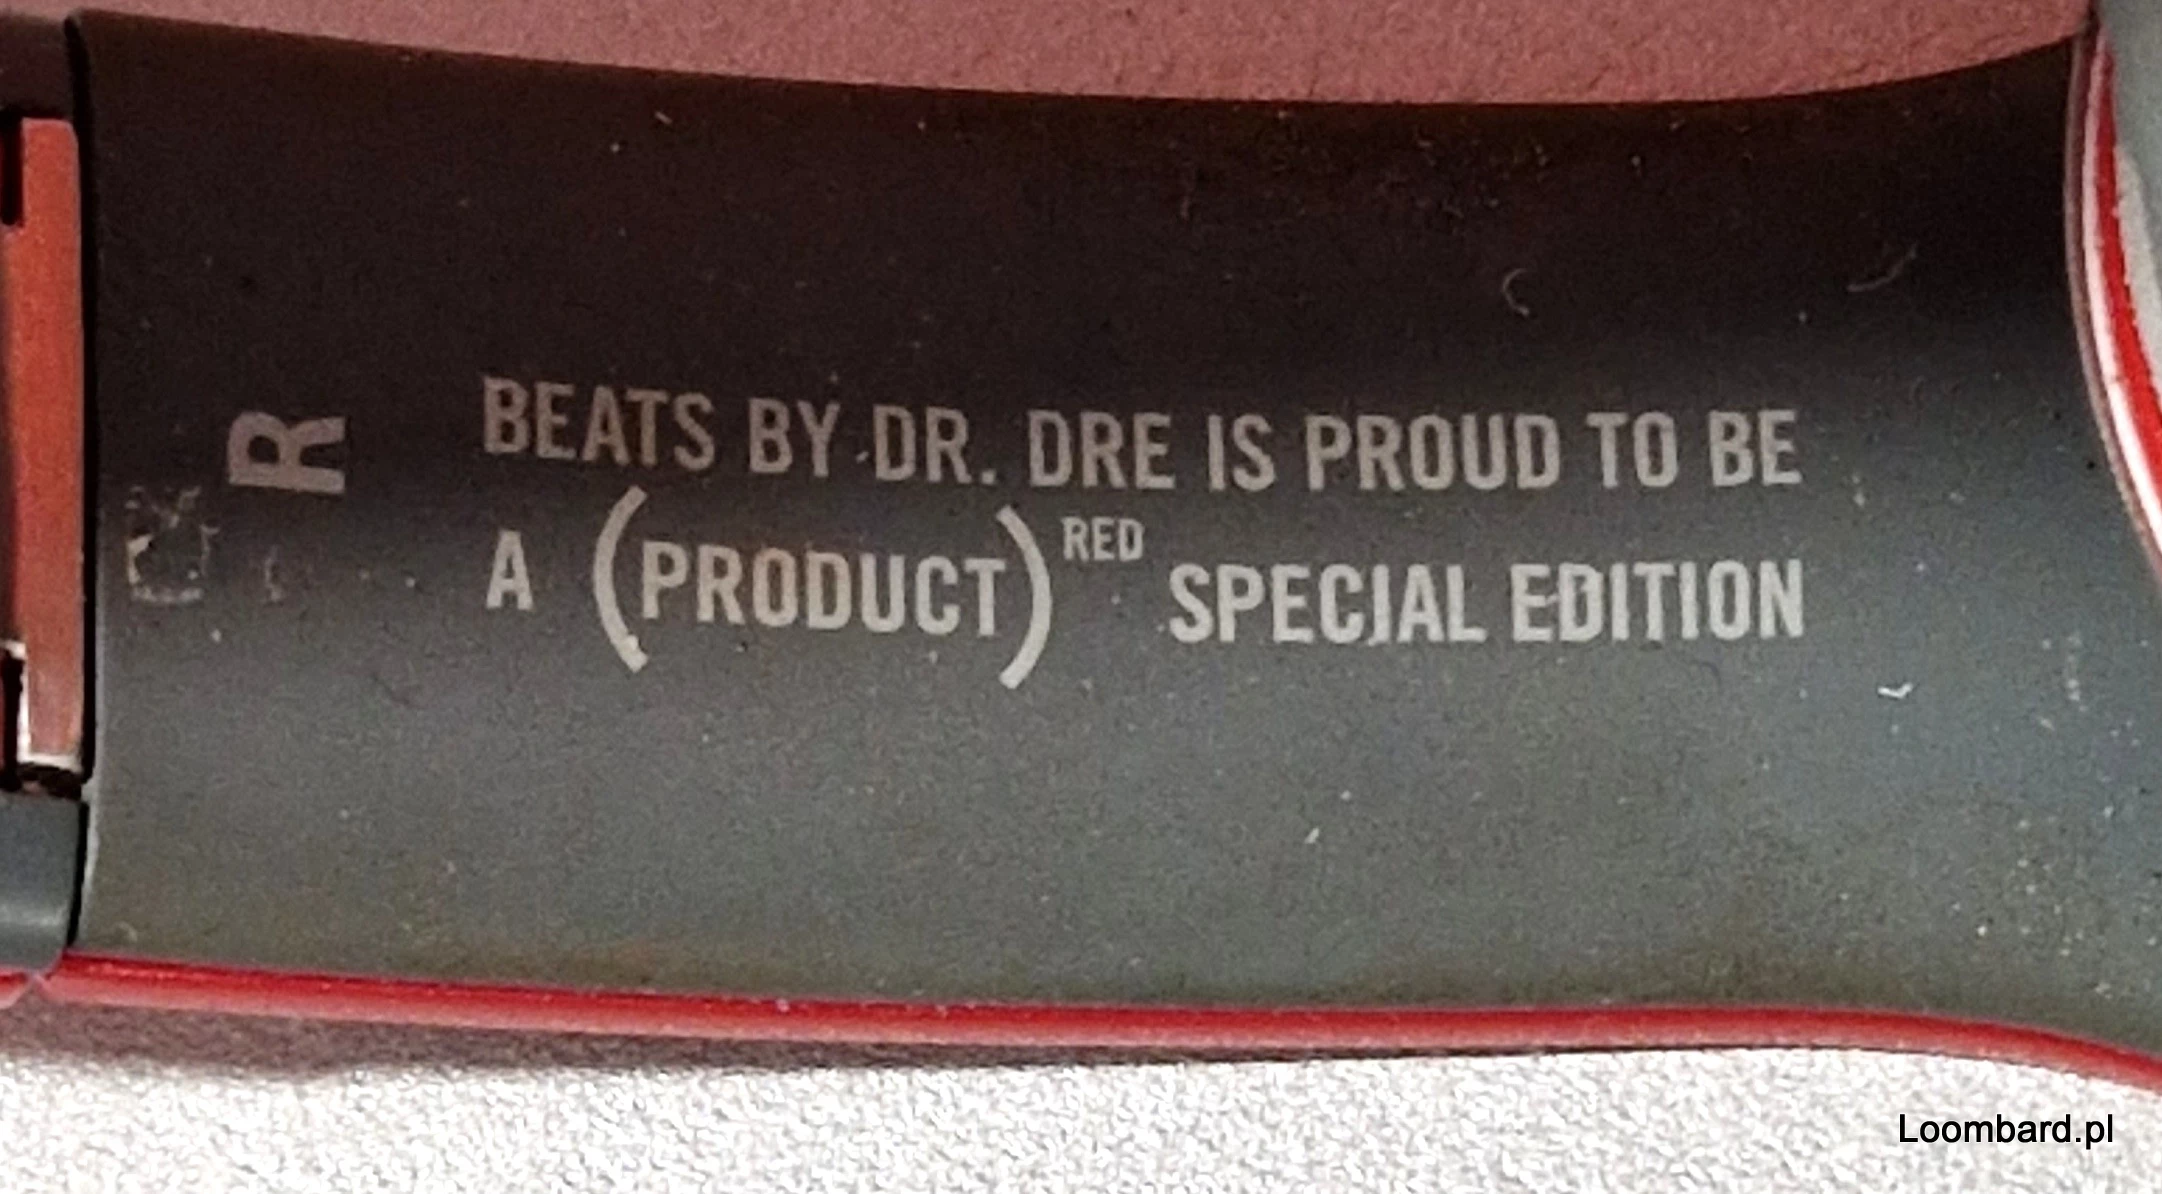 R
BEATS BY DR. DRE IS PROUD TO BE
A (PRODUCT)RED SPECIAL EDITION
Loombard.pl